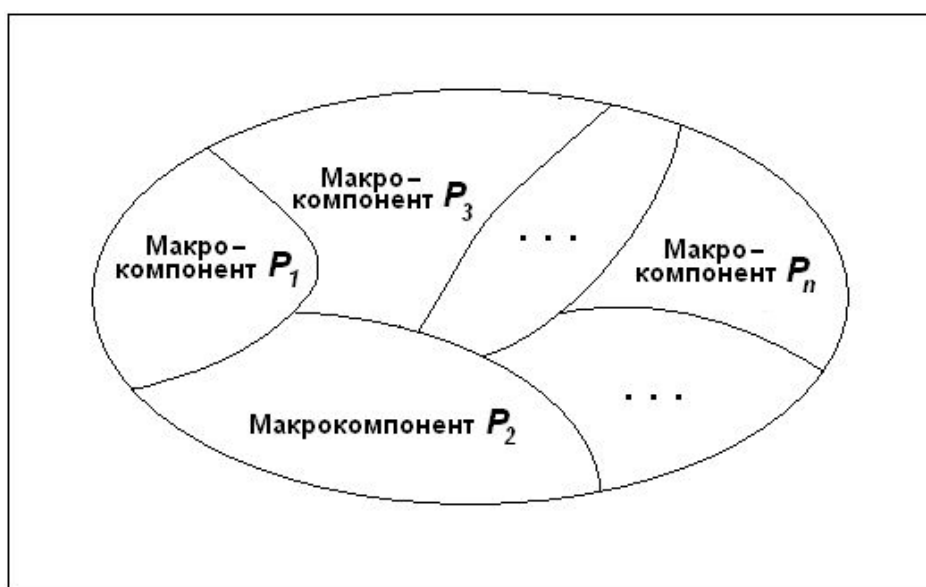 Макро–
компонент P3
. . .
Макро–
компонент P1
Макро–
компонент Pn
. . .
Макрокомпонент P2